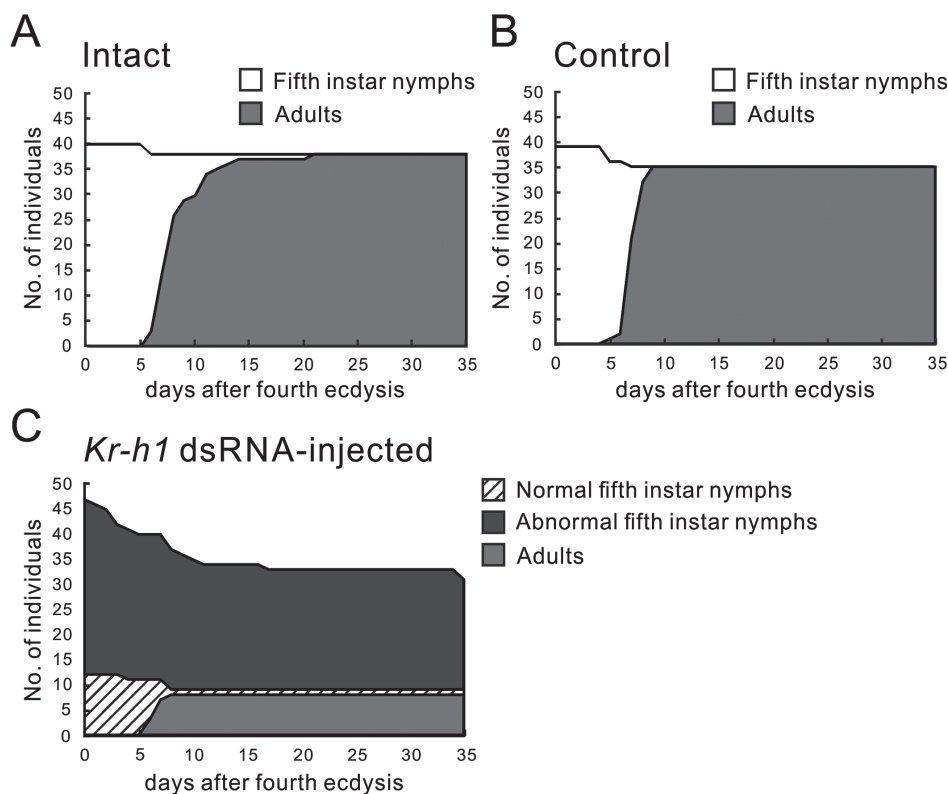 A
Intact
Fifth instar nymphs
Adults
No. of individuals
50
45
40
35
30
25
20
15
10
5
0
0 5 10 15 20 25 30 35
days after fourth ecdysis
B
Control
Fifth instar nymphs
Adults
No. of individuals
50
45
40
35
30
25
20
15
10
5
0
0 5 10 15 20 25 30 35
days after fourth ecdysis
C
Kr-h1 dsRNA-injected
Normal fifth instar nymphs
Abnormal fifth instar nymphs
Adults
No. of individuals
50
45
40
35
30
25
20
15
10
5
0
0 5 10 15 20 25 30 35
days after fourth ecdysis